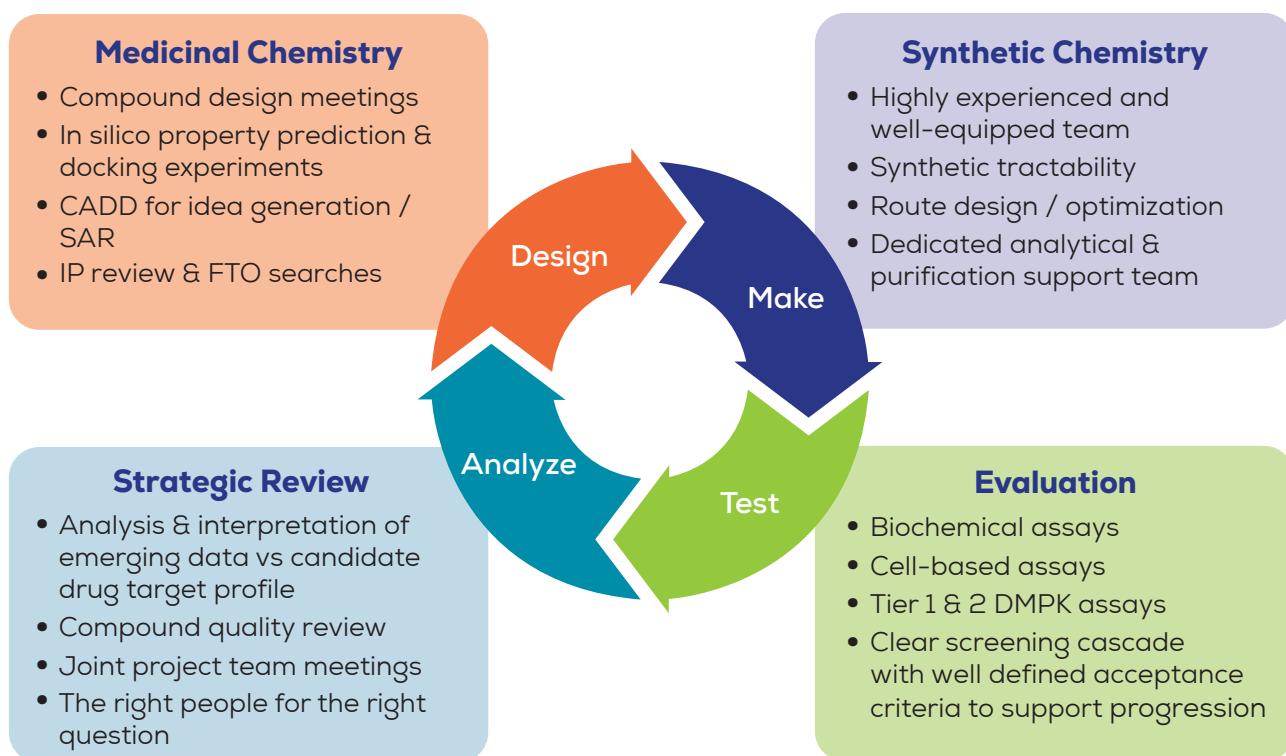 Medicinal Chemistry
• Compound design meetings
• In silico property prediction &
docking experiments
• CADD for idea generation /
SAR
• IP review & FTO searches
Synthetic Chemistry
• Highly experienced and
well-equipped team
• Synthetic tractability
• Route design / optimization
• Dedicated analytical &
purification support team
Design
Make
Analyze
Test
Strategic Review
• Analysis & interpretation of
emerging data vs candidate
drug target profile
• Compound quality review
• Joint project team meetings
• The right people for the right
question
Evaluation
• Biochemical assays
• Cell-based assays
• Tier 1 & 2 DMPK assays
• Clear screening cascade
with well defined acceptance
criteria to support progression